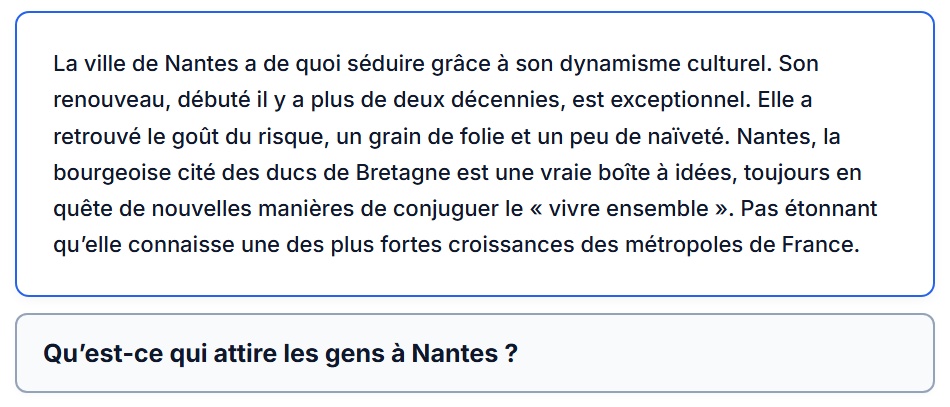 La ville de Nantes a de quoi séduire grâce à son dynamisme culturel. Son
renouveau, débuté il y a plus de deux décennies, est exceptionnel. Elle a
retrouvé le goût du risque, un grain de folie et un peu de naïveté. Nantes, la
bourgeoise cité des ducs de Bretagne est une vraie boîte à idées, toujours en
quête de nouvelles manières de conjuguer le « vivre ensemble ». Pas étonnant
qu’elle connaisse une des plus fortes croissances des métropoles de France.
Qu’est-ce qui attire les gens à Nantes ?